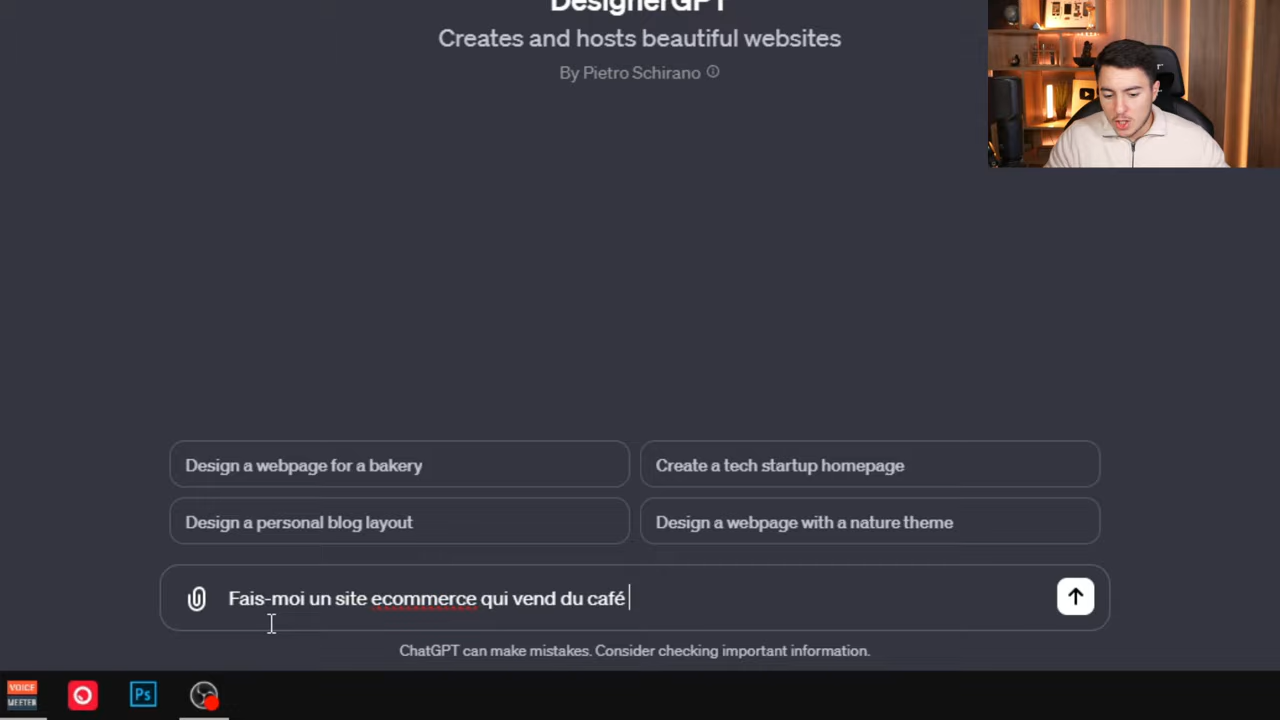 DesignerGPT
Creates and hosts beautiful websites
By Pietro Schirano
Design a webpage for a bakery
Create a tech startup homepage
Design a personal blog layout
Design a webpage with a nature theme
Fais-moi un site ecommerce qui vend du café
ChatGPT can make mistakes. Consider checking important information.
VOICE
MEETER
Ps